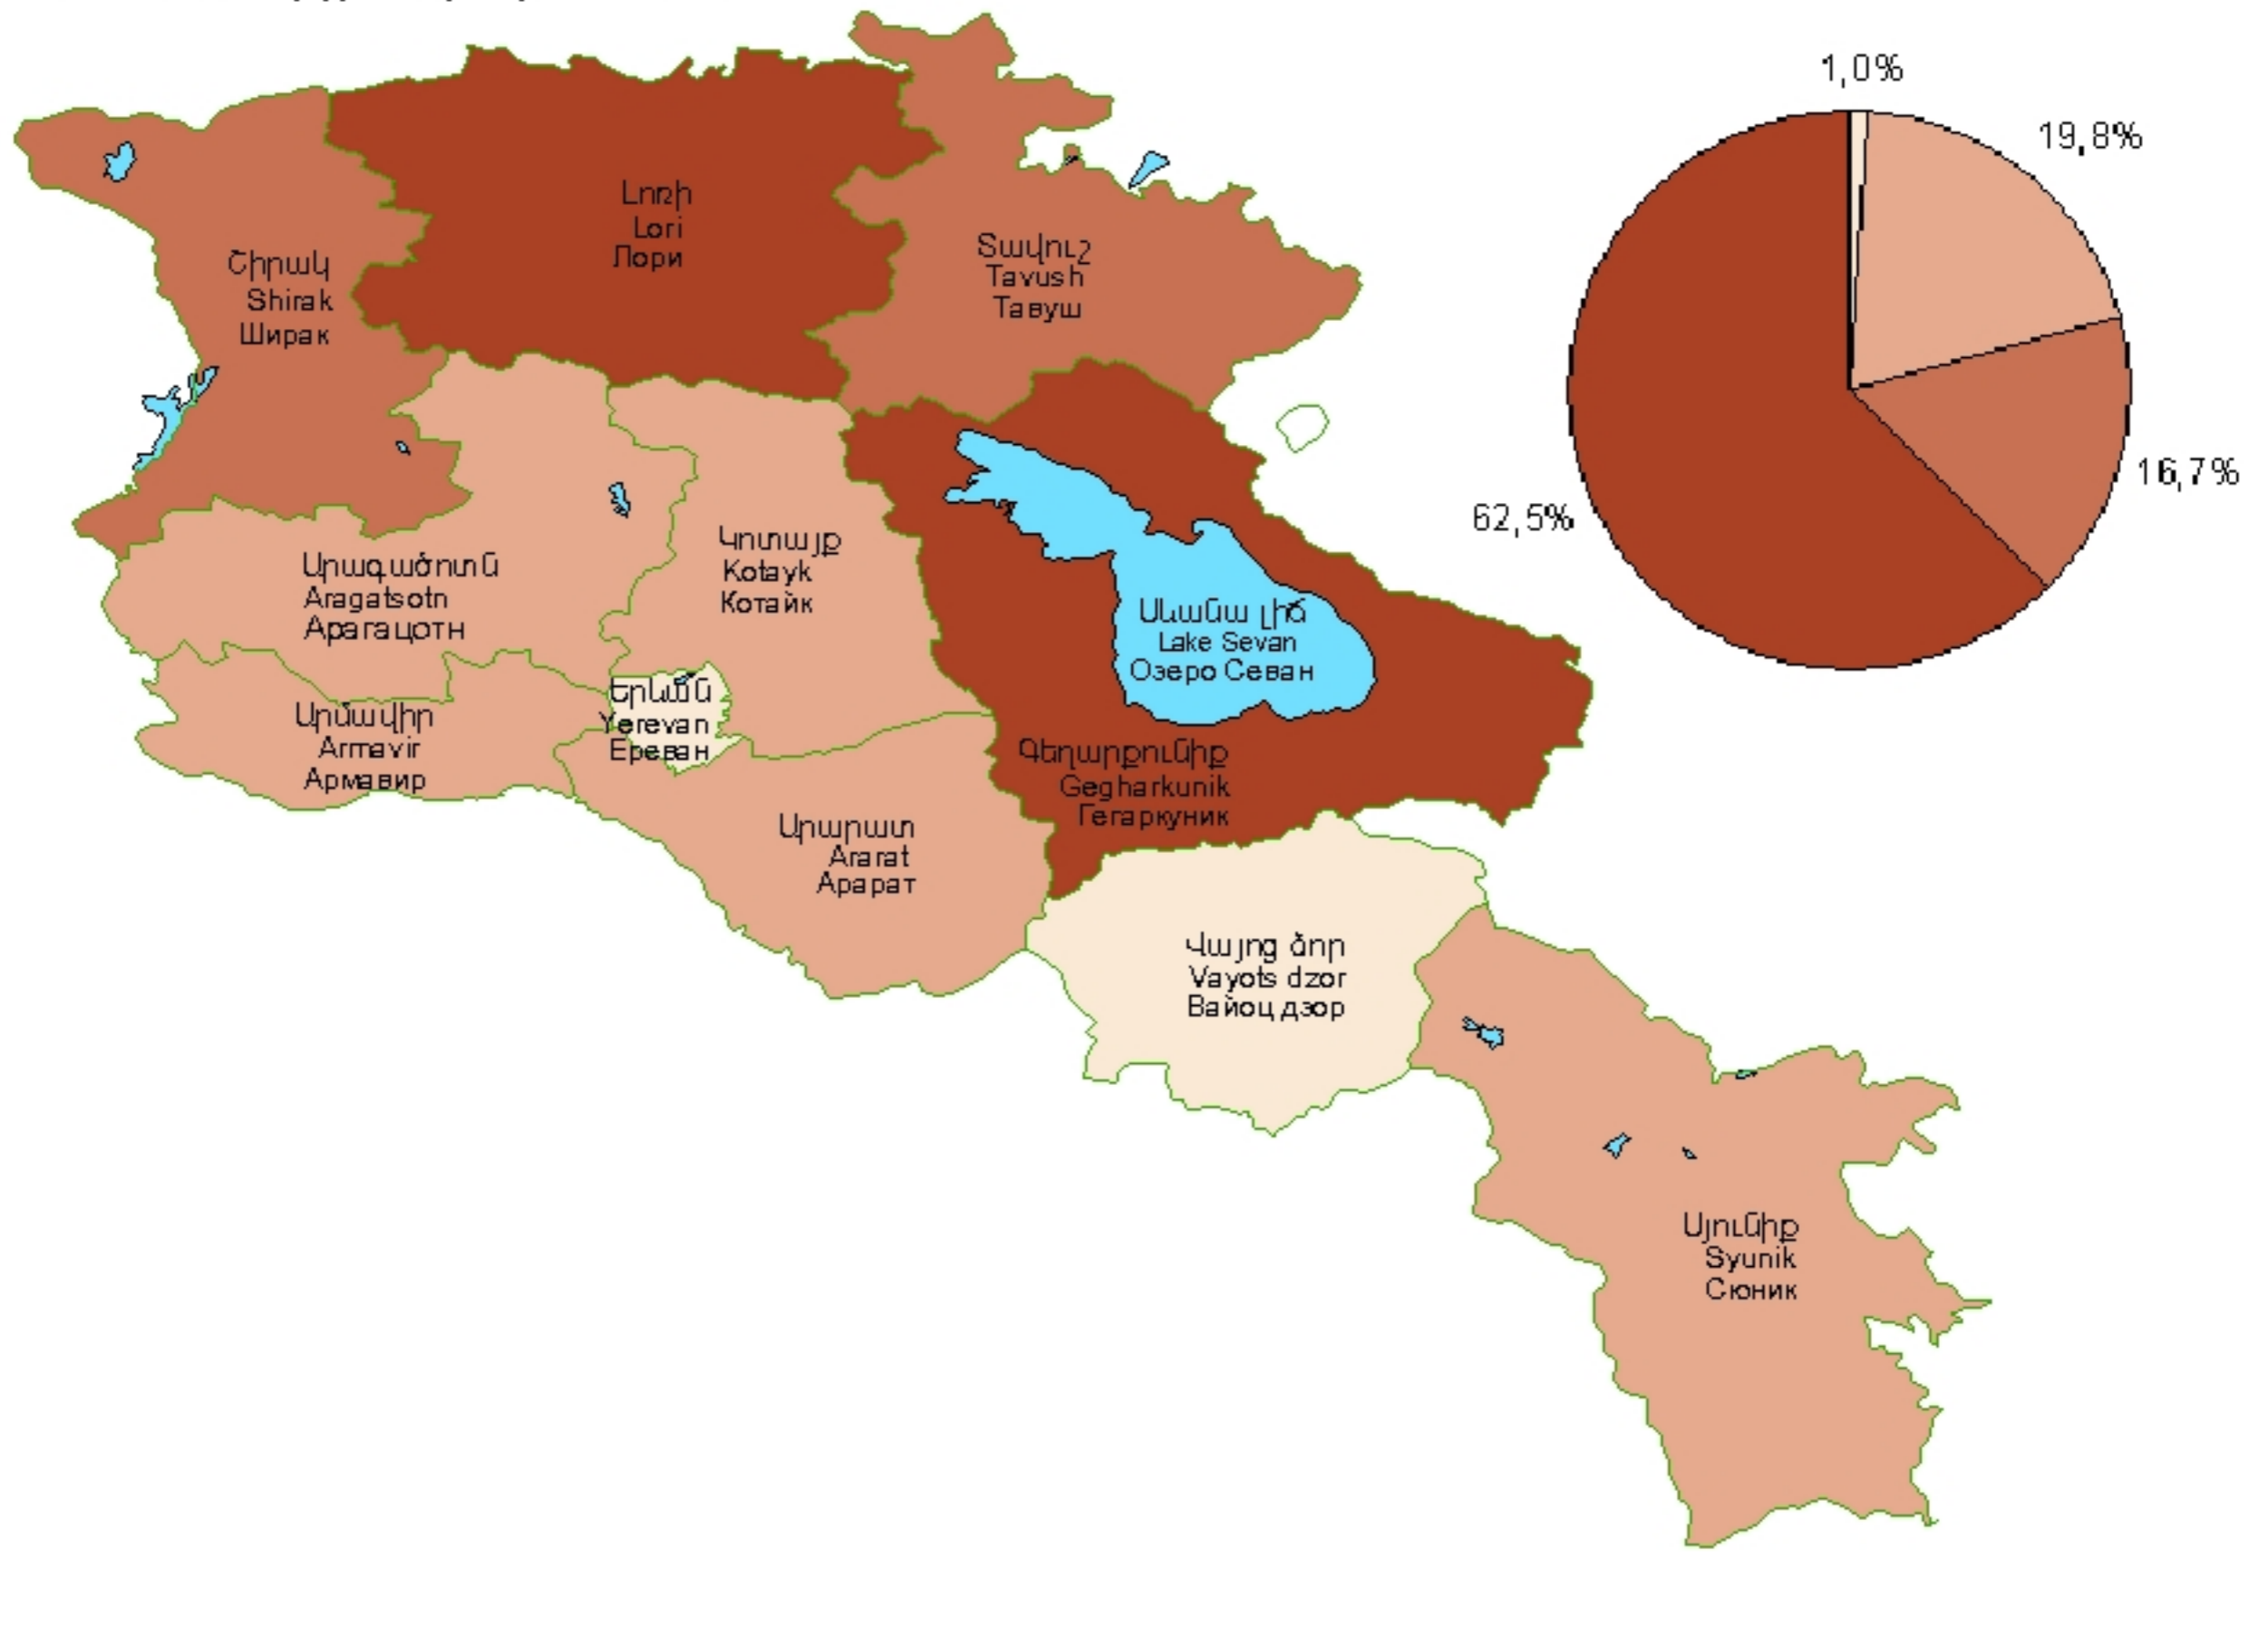 1,0%
19,8%
16,7%
62,5%
Լոռի
Lori
Лори
Տավուշ
Tavush
Тавуш
Շիրակ
Shirak
Ширак
Արագածոտն
Aragatsotn
Арагацотн
Կոտայք
Kotayk
Котайк
Սևանա լիճ
Lake Sevan
Озеро Севан
Երևան
Yerevan
Ереван
Արմավիր
Armavir
Армавир
Գեղարքունիք
Gegharkunik
Гегаркуник
Արարատ
Ararat
Арарат
Վայոց ձոր
Vayots dzor
Вайоц дзор
Սյունիք
Syunik
Сюник